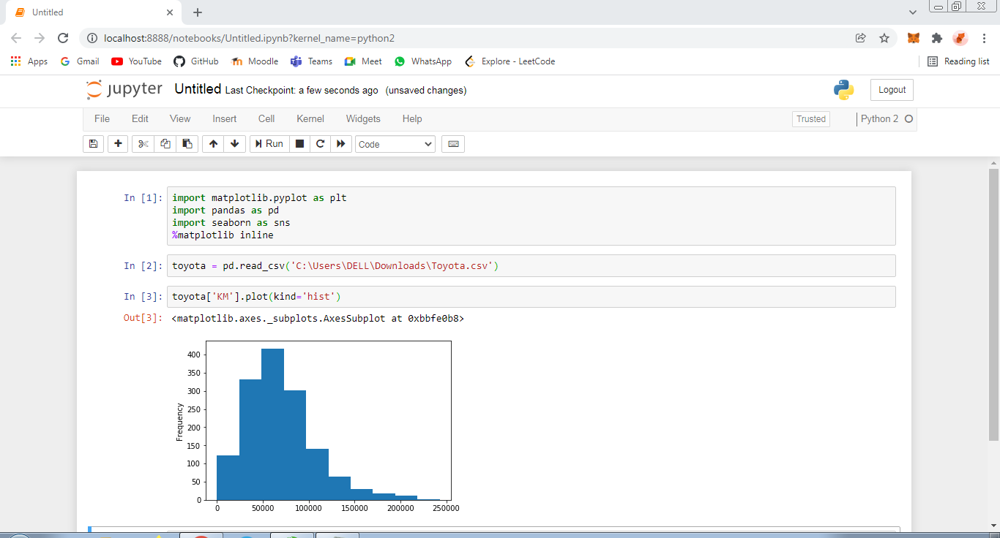 Untitled
localhost:8888/notebooks/Untitled.ipynb?kernel_name=python2
Apps Gmail YouTube GitHub Moodle Teams Meet WhatsApp Explore - LeetCode Reading list
jupyter Untitled Last Checkpoint: a few seconds ago (unsaved changes) Logout
File Edit View Insert Cell Kernel Widgets Help Trusted Python 2
Run Code
In [1]: import matplotlib.pyplot as plt
import pandas as pd
import seaborn as sns
%matplotlib inline
In [2]: toyota = pd.read_csv('C:\Users\DELL\Downloads\Toyota.csv')
In [3]: toyota['KM'].plot(kind='hist')
Out[3]: <matplotlib.axes._subplots.AxesSubplot at 0xbbfe0b8>
400
350
300
250
200
150
100
50
0
Frequency
0 50000 100000 150000 200000 250000